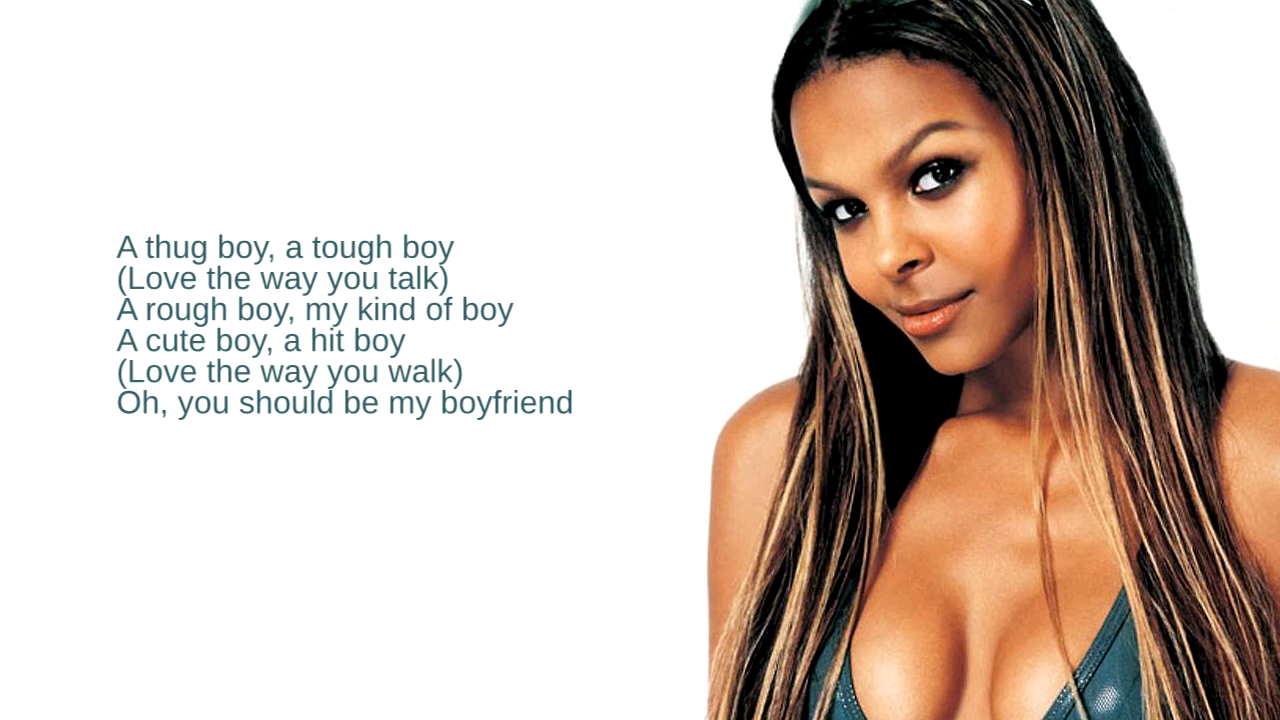 A thug boy, a tough boy
(Love the way you talk)
A rough boy, my kind of boy
A cute boy, a hit boy
(Love the way you walk)
Oh, you should be my boyfriend